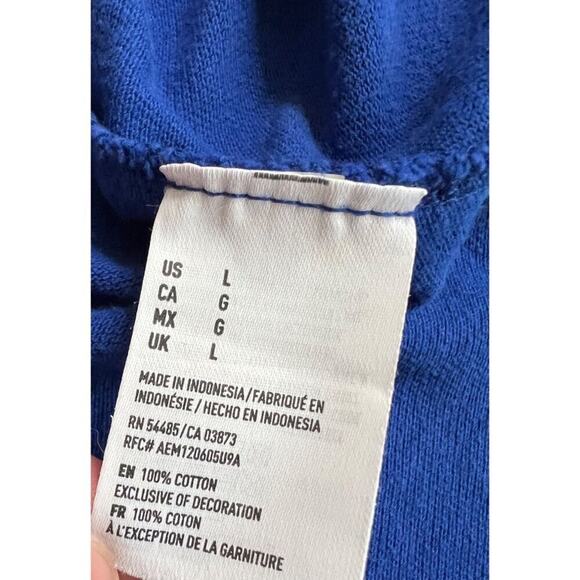 US L
CA G
MX G
UK L
MADE IN INDONESIA/FABRIQUÉ EN
INDONÉSIE / HECHO EN INDONESIA
RN 54485/CA 03873
RFC# AEM120605U9A
EN 100% COTTON
EXCLUSIVE OF DECORATION
FR 100% COTON
À L'EXCEPTION DE LA GARNITURE